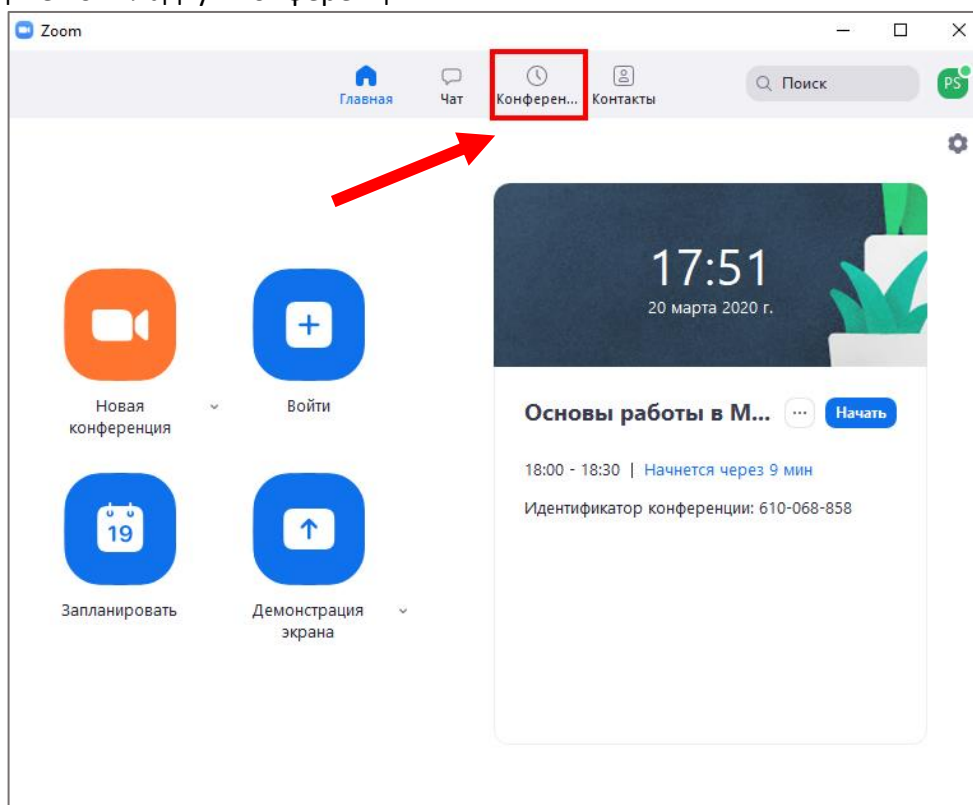 Zoom
Главная
Чат
Конферен...
Контакты
Поиск
PS
17:51
20 марта 2020 г.
Новая
конференция
Войти
Основы работы в M...
...
Начать
18:00 - 18:30 | Начнется через 9 мин
Идентификатор конференции: 610-068-858
19
Запланировать
Демонстрация
экрана